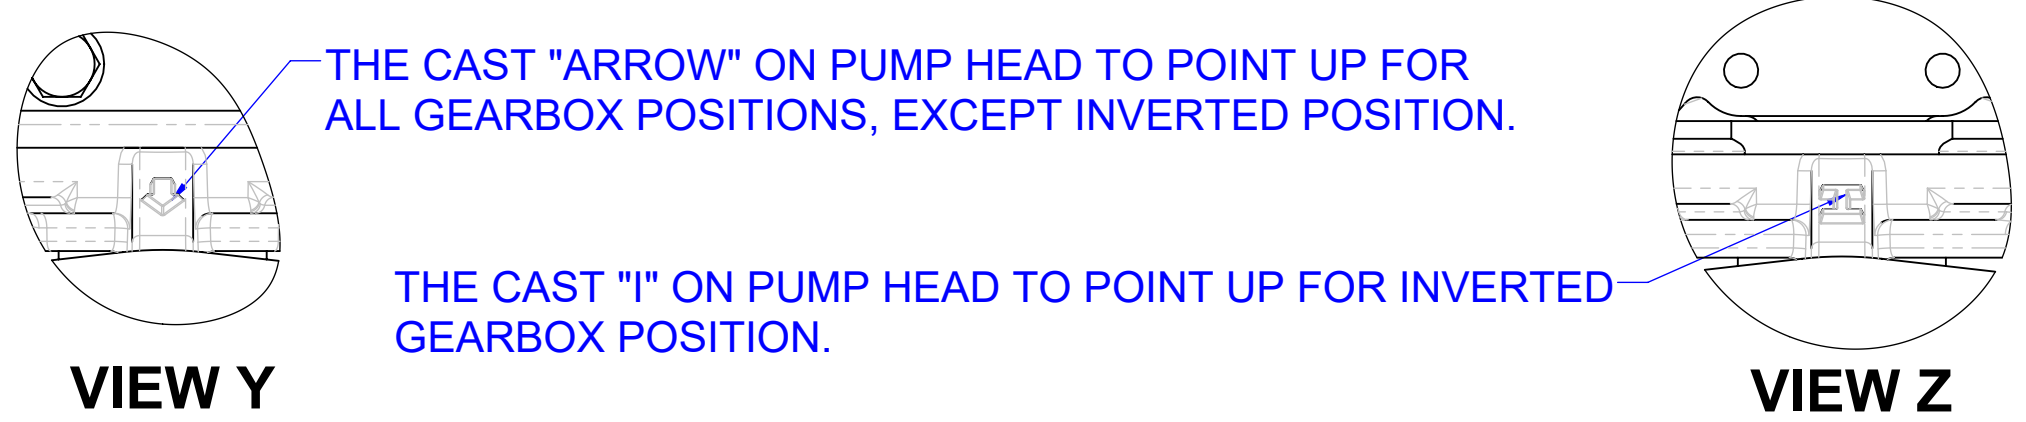 THE CAST "ARROW" ON PUMP HEAD TO POINT UP FOR
ALL GEARBOX POSITIONS, EXCEPT INVERTED POSITION.
THE CAST "I" ON PUMP HEAD TO POINT UP FOR INVERTED
GEARBOX POSITION.
VIEW Y
VIEW Z